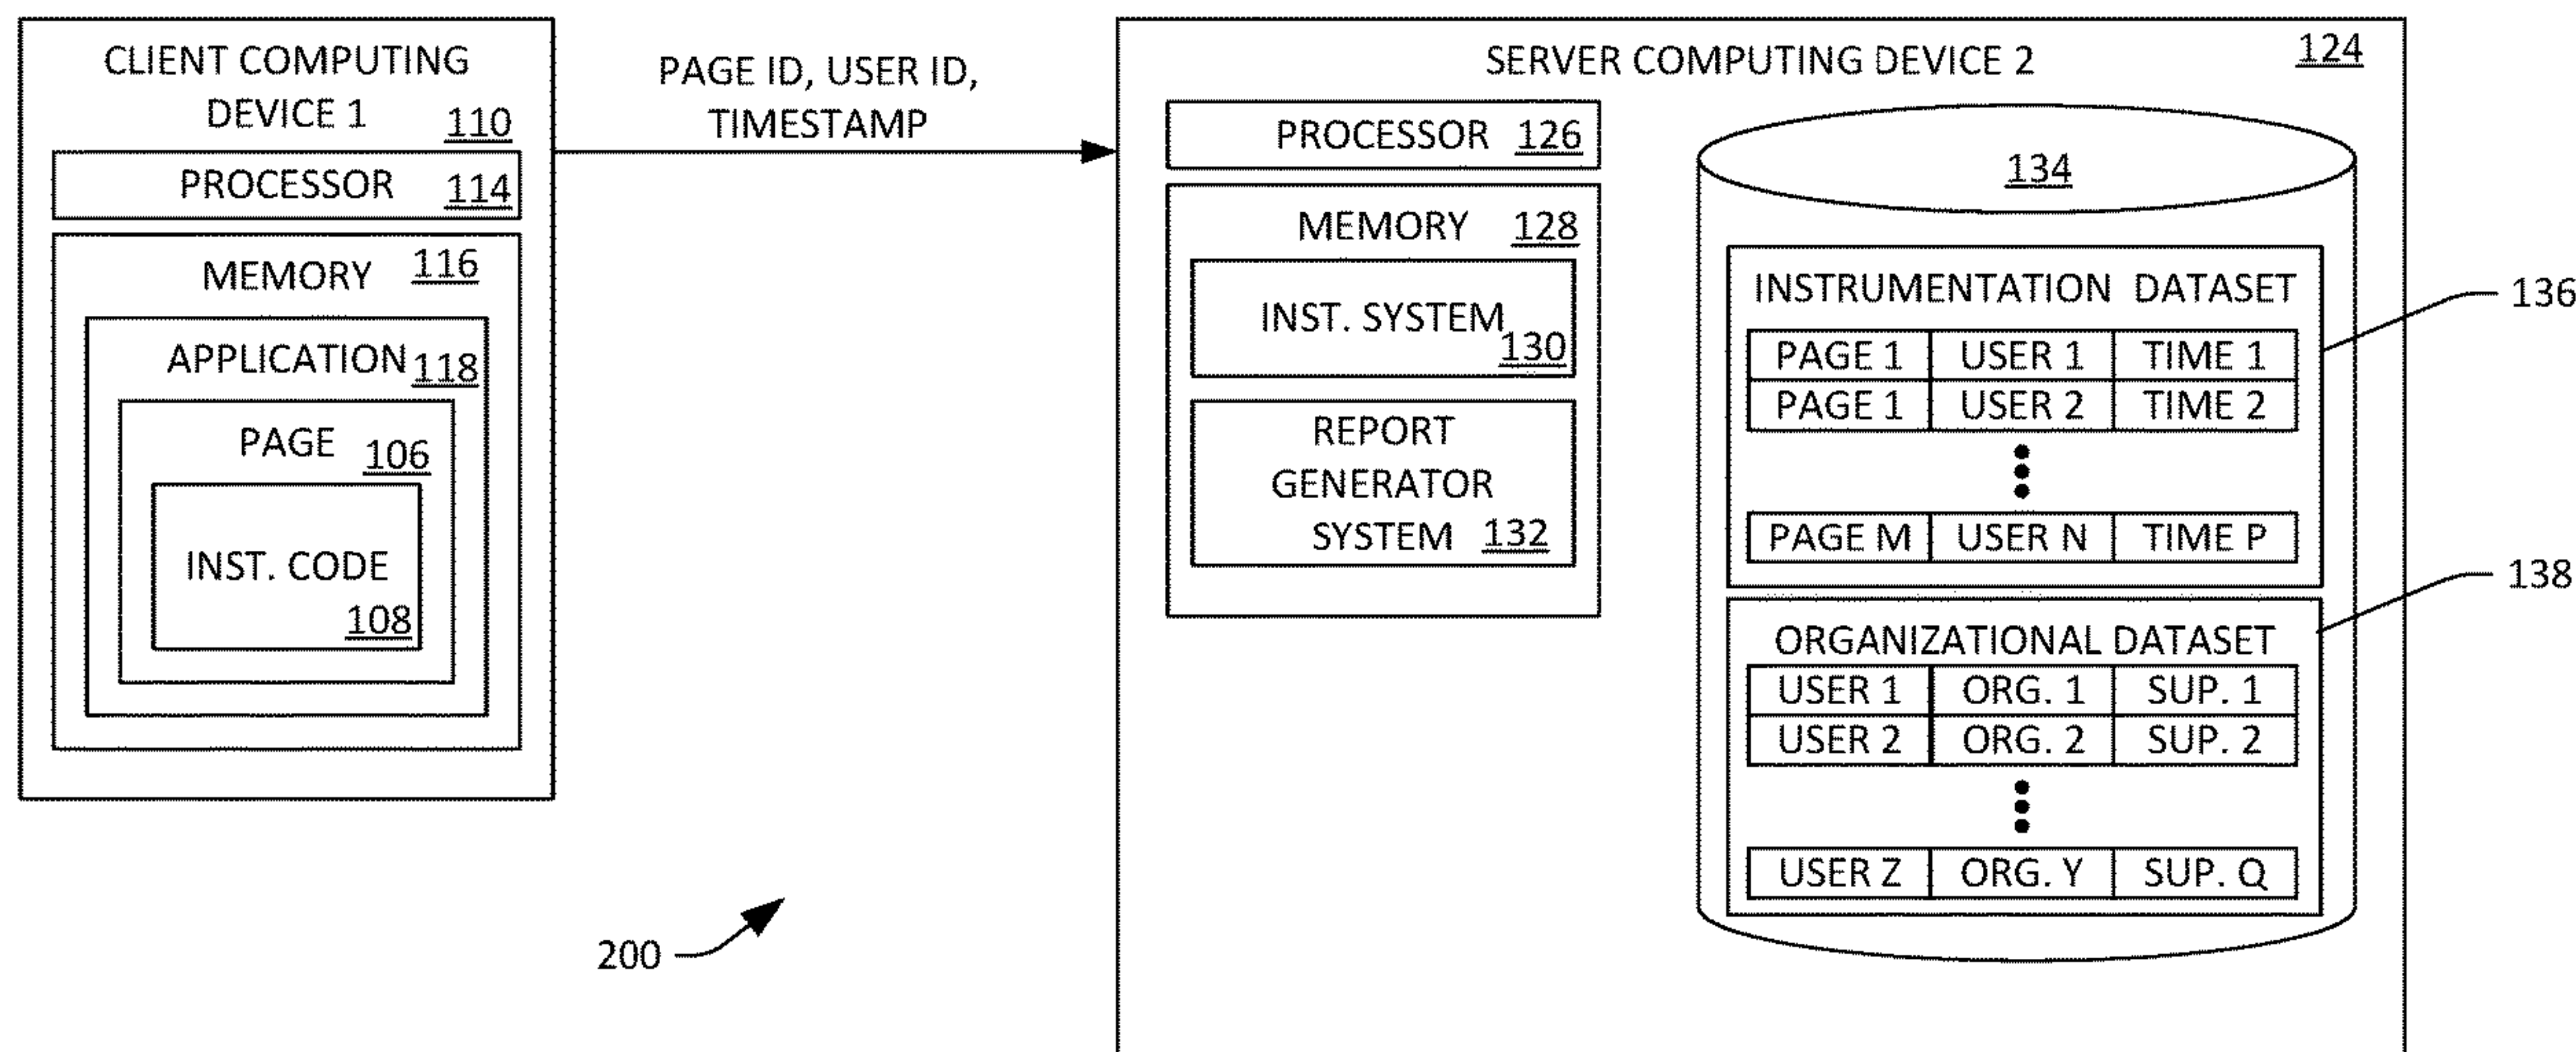 CLIENT COMPUTING
DEVICE 1
110
PROCESSOR
114
MEMORY
116
APPLICATION
118
PAGE
106
INST. CODE
108
PAGE ID, USER ID,
TIMESTAMP
200
SERVER COMPUTING DEVICE 2
124
PROCESSOR 126
MEMORY 128
INST. SYSTEM
130
REPORT
GENERATOR
SYSTEM 132
134
INSTRUMENTATION DATASET
PAGE 1 USER 1 TIME 1
PAGE 1 USER 2 TIME 2
PAGE M USER N TIME P
136
ORGANIZATIONAL DATASET
USER 1 ORG. 1 SUP. 1
USER 2 ORG. 2 SUP. 2
USER Z ORG. Y SUP. Q
138